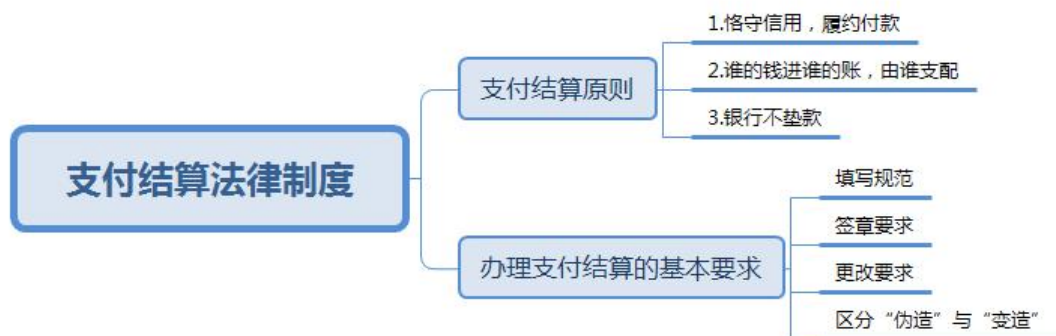 支付结算法律制度
支付结算原则
1.恪守信用，履约付款
2.谁的钱进谁的账，由谁支配
3.银行不垫款
办理支付结算的基本要求
填写规范
签章要求
更改要求
区分“伪造”与“变造”